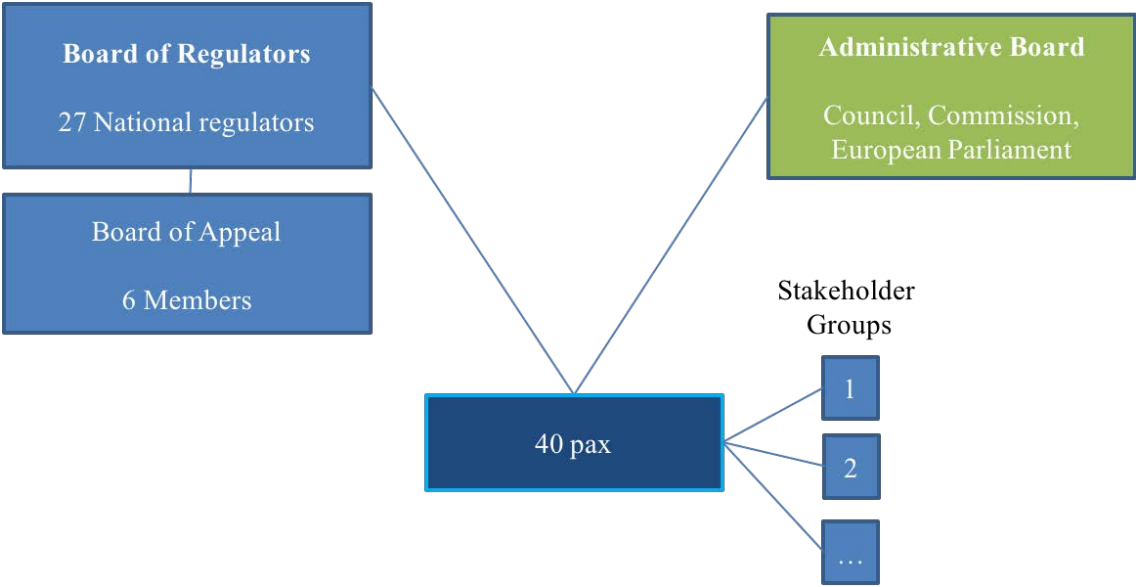 Board of Regulators
27 National regulators
Administrative Board
Council, Commission,
European Parliament
Board of Appeal
6 Members
Stakeholder
Groups
1
40 pax
2
…